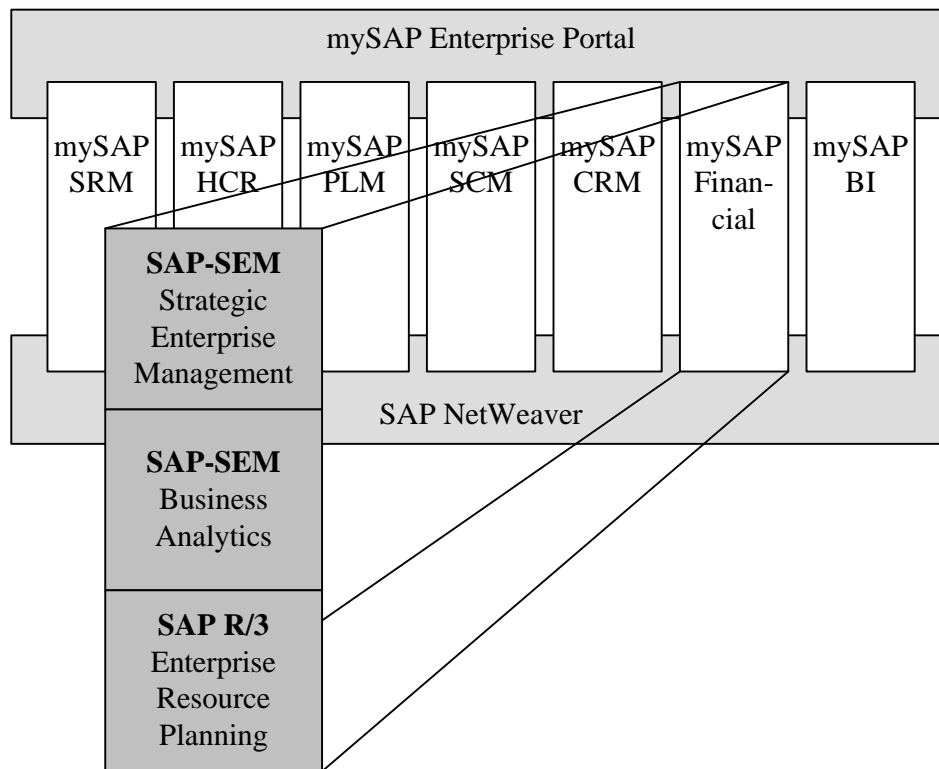 mySAP Enterprise Portal
mySAP
SRM
mySAP
HCR
mySAP
PLM
mySAP
SCM
mySAP
CRM
mySAP
Finan-
cial
mySAP
BI
SAP-SEM
Strategic
Enterprise
Management
SAP NetWeaver
SAP-SEM
Business
Analytics
SAP R/3
Enterprise
Resource
Planning